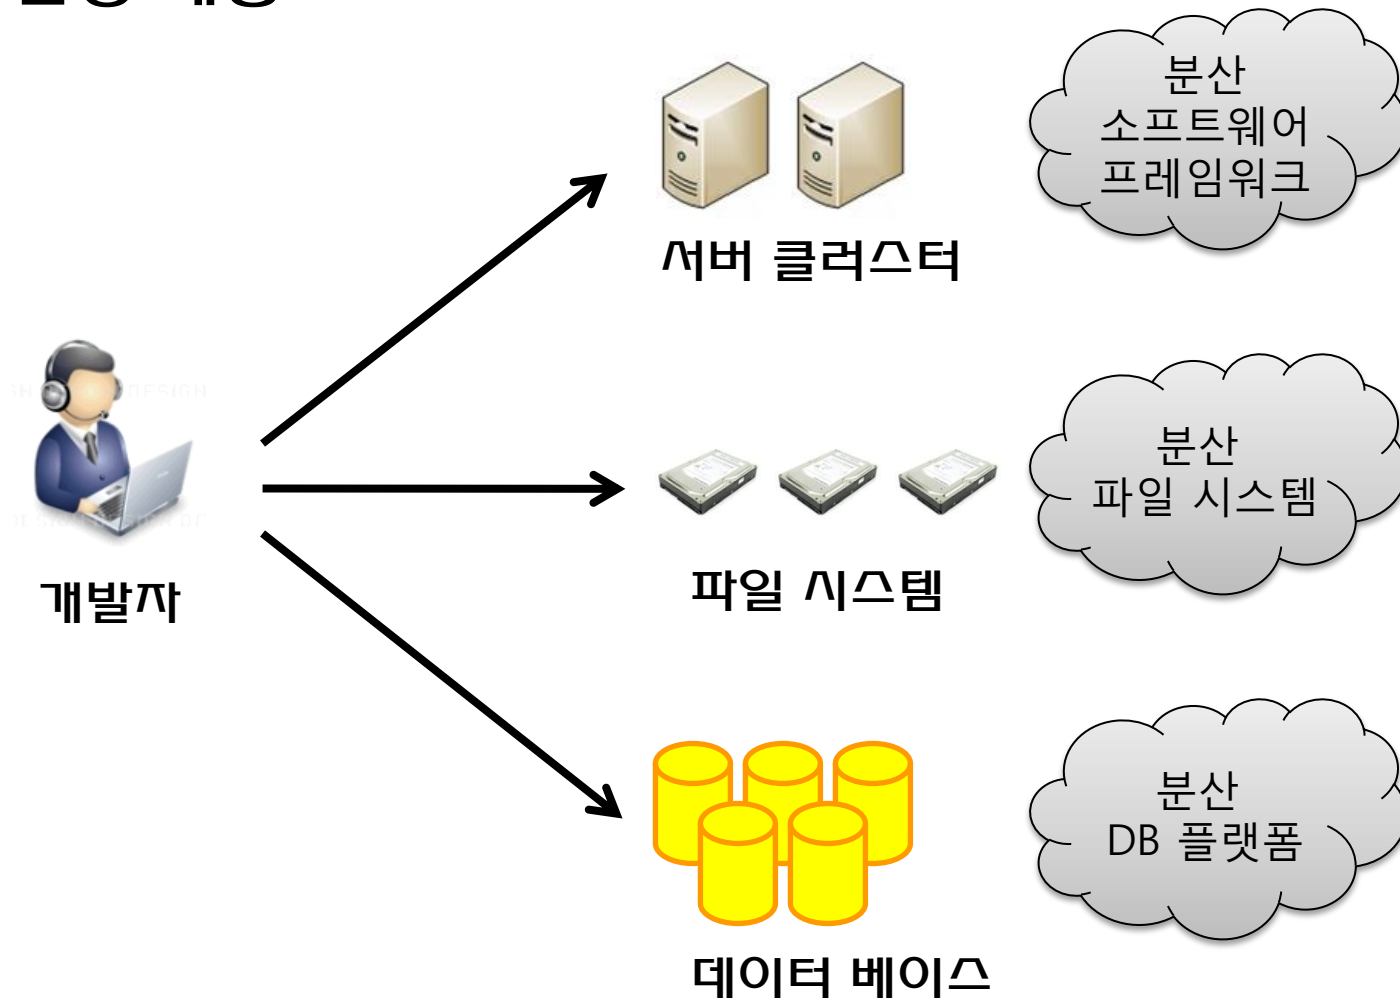 분산
소프트웨어
프레임워크
서버 클러스터
분산
파일 시스템
개발자
파일 시스템
분산
DB 플랫폼
데이터 베이스